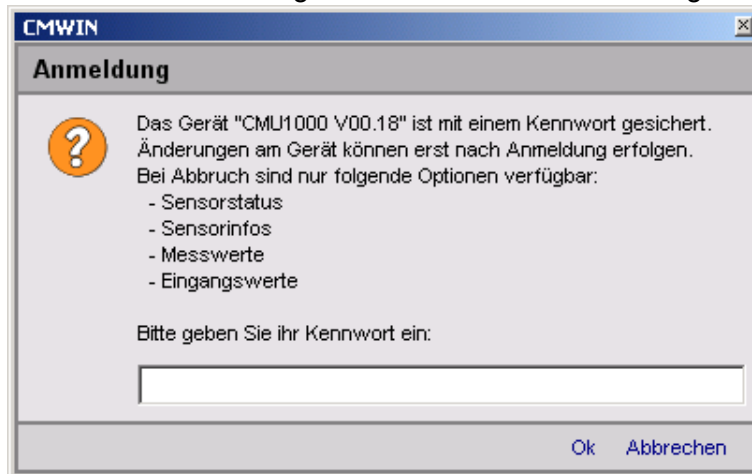 CMWIN
Anmeldung
Das Gerät "CMU1000 V00.18" ist mit einem Kennwort gesichert.
Änderungen am Gerät können erst nach Anmeldung erfolgen.
Bei Abbruch sind nur folgende Optionen verfügbar:
- Sensorstatus
- Sensorinfos
- Messwerte
- Eingangswerte
Bitte geben Sie ihr Kennwort ein:
Ok Abbrechen